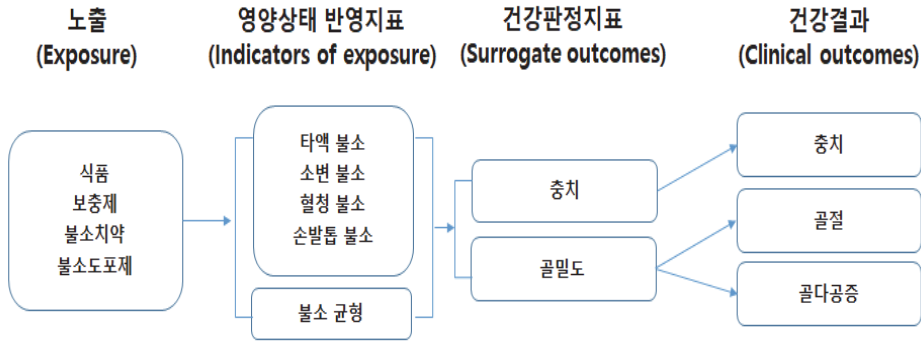 노출
(Exposure)
영양상태 반영지표
(Indicators of exposure)
건강판정지표
(Surrogate outcomes)
건강결과
(Clinical outcomes)
식품
보충제
불소치약
불소도포제
타액 불소
소변 불소
혈청 불소
손발톱 불소
불소 균형
충치
골밀도
충치
골절
골다공증